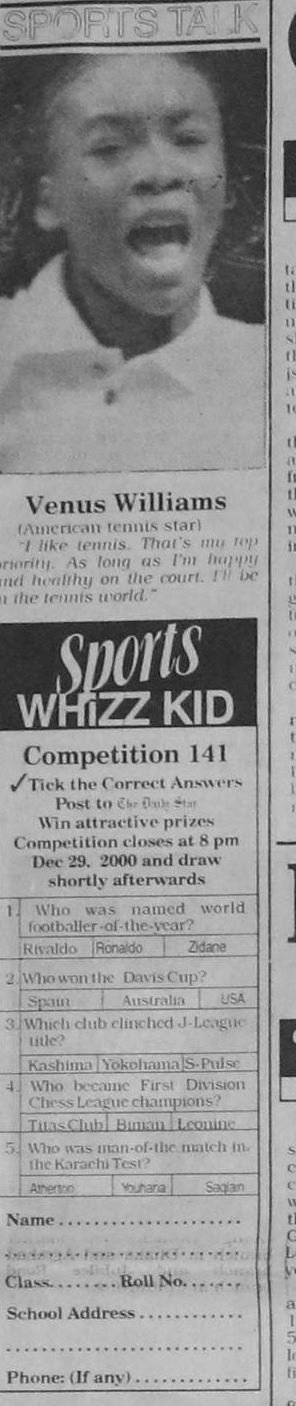 SPORTS TALK
Venus Williams
(American tennis star)
"I like tennis. That's my top
priority. As long as I'm happy
and healthy on the court. I'll be
in the tennis world."
Sports
WHIZZ KID
Competition 141
✓Tick the Correct Answers
Post to The Daily Star
Win attractive prizes
Competition closes at 8 pm
Dec 29. 2000 and draw
shortly afterwards
1. Who was named world
footballer-of-the-year?
Rivaldo Ronaldo Zidane
2. Who won the Davis Cup?
Spain Australia USA
3. Which club clinched J-League
title?
Kashima Yokohama S-Pulse
4. Who became First Division
Chess League champions?
Titas Club Biman Leonine
5. Who was man-of-the match in
the Karachi Test?
Atherton Youhana Saqlain
Name ....................
....................
Class........ Roll No.......
School Address ............
....................
Phone: (If any) .............